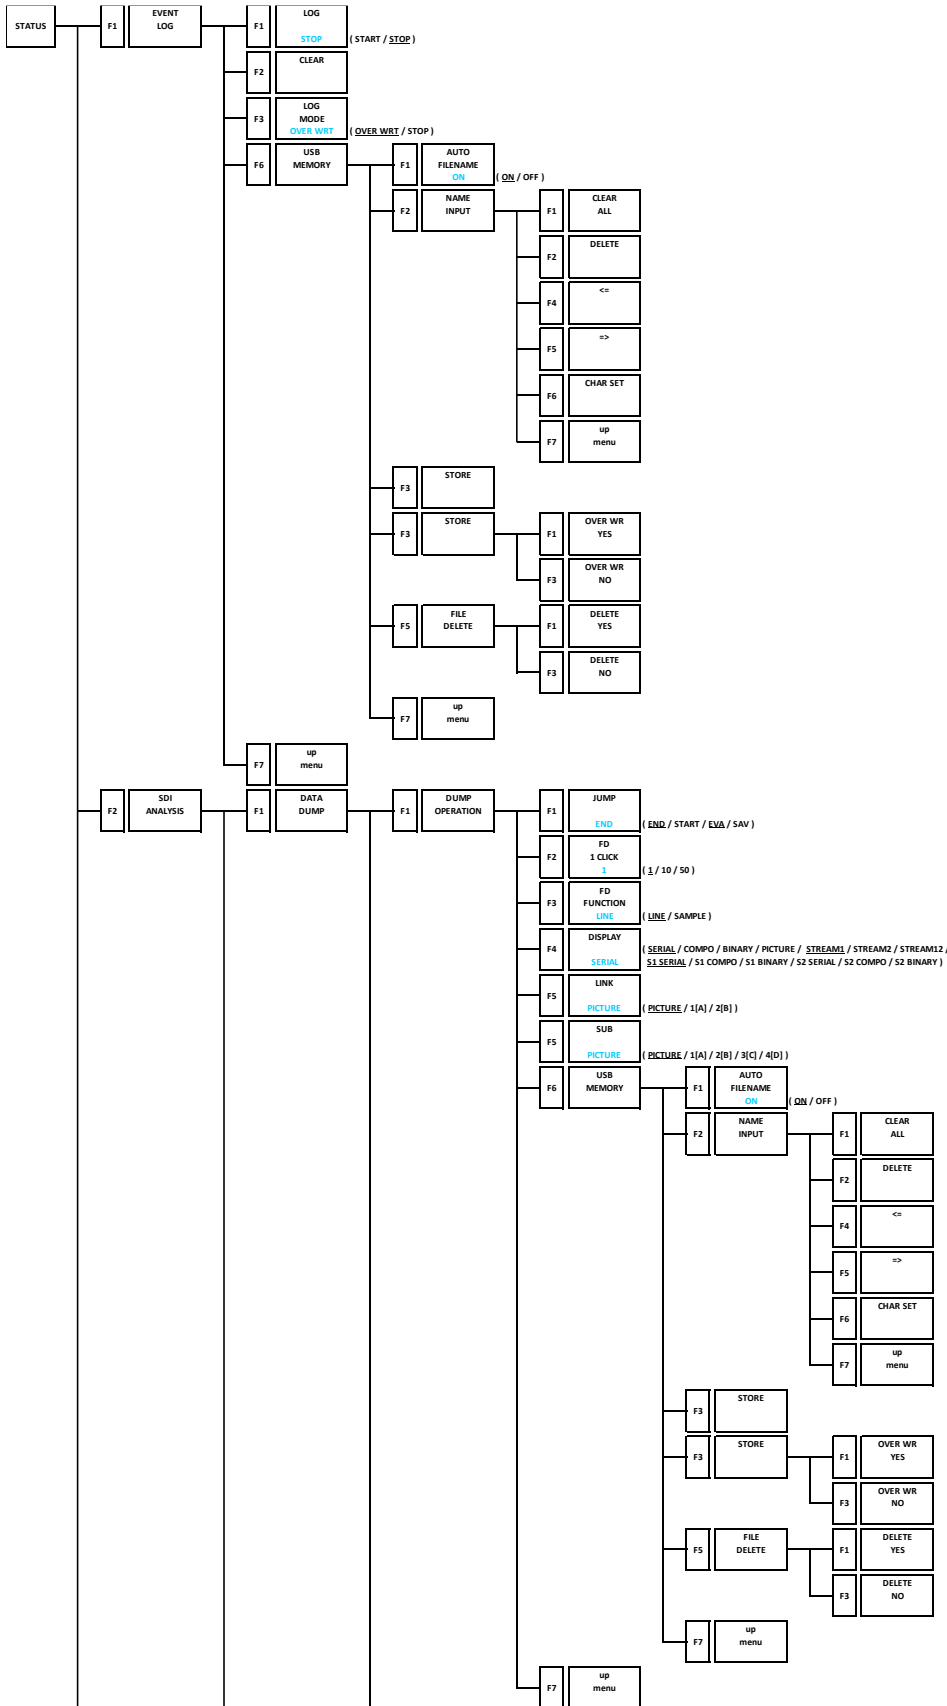 STATUS
F1
EVENT
LOG
F1
LOG
STOP
( START / STOP )
F2
CLEAR
F3
LOG
MODE
OVER WRT
( OVER WRT / STOP )
F6
USB
MEMORY
F1
AUTO
FILENAME
ON
( ON / OFF )
F2
NAME
INPUT
F1
CLEAR
ALL
F2
DELETE
F4
<=
F5
=>
F6
CHAR SET
F7
up
menu
F3
STORE
F3
STORE
F1
OVER WR
YES
F3
OVER WR
NO
F5
FILE
DELETE
F1
DELETE
YES
F3
DELETE
NO
F7
up
menu
F7
up
menu
F2
SDI
ANALYSIS
F1
DATA
DUMP
F1
DUMP
OPERATION
F1
JUMP
END
( END / START / EVA / SAV )
F2
FD
1 CLICK
1
( 1 / 10 / 50 )
F3
FD
FUNCTION
LINE
( LINE / SAMPLE )
F4
DISPLAY
SERIAL
( SERIAL / COMPO / BINARY / PICTURE / STREAM1 / STREAM2 / STREAM12 /
S1 SERIAL / S1 COMPO / S1 BINARY / S2 SERIAL / S2 COMPO / S2 BINARY )
F5
LINK
PICTURE
( PICTURE / 1[A] / 2[B] )
F5
SUB
PICTURE
( PICTURE / 1[A] / 2[B] / 3[C] / 4[D] )
F6
USB
MEMORY
F1
AUTO
FILENAME
ON
( ON / OFF )
F2
NAME
INPUT
F1
CLEAR
ALL
F2
DELETE
F4
<=
F5
=>
F6
CHAR SET
F7
up
menu
F3
STORE
F3
STORE
F1
OVER WR
YES
F3
OVER WR
NO
F5
FILE
DELETE
F1
DELETE
YES
F3
DELETE
NO
F7
up
menu
F7
up
menu